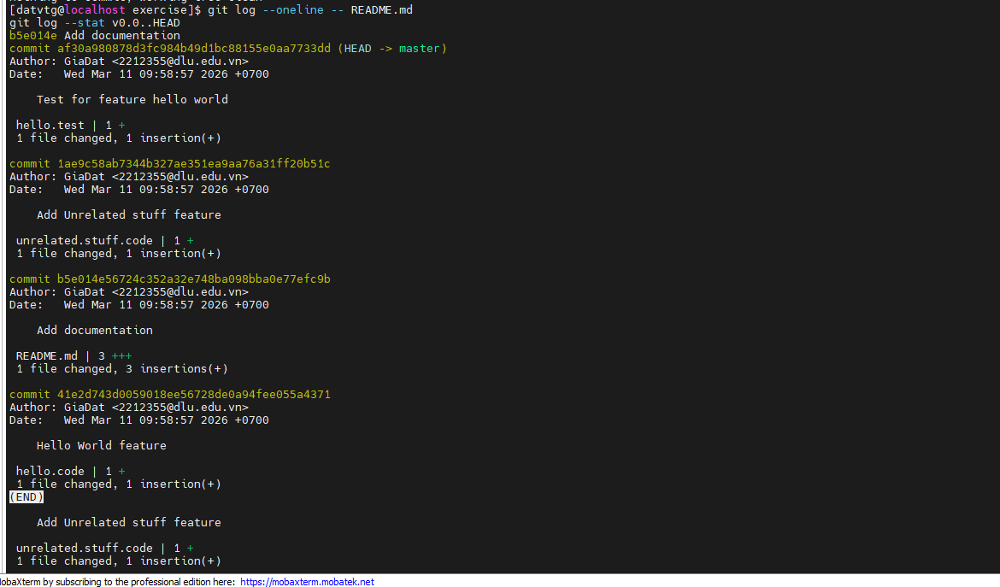 [datvtg@localhost exercise]$ git log --oneline -- README.md
git log --stat v0.0..HEAD
b5e014e Add documentation
commit af30a980878d3fc984b49d1bc88155e0aa7733dd (HEAD -> master)
Author: GiaDat <2212355@dlu.edu.vn>
Date:   Wed Mar 11 09:58:57 2026 +0700

    Test for feature hello world

 hello.test | 1 +
 1 file changed, 1 insertion(+)

commit 1ae9c58ab7344b327ae351ea9aa76a31ff20b51c
Author: GiaDat <2212355@dlu.edu.vn>
Date:   Wed Mar 11 09:58:57 2026 +0700

    Add Unrelated stuff feature

 unrelated.stuff.code | 1 +
 1 file changed, 1 insertion(+)

commit b5e014e56724c352a32e748ba098bba0e77efc9b
Author: GiaDat <2212355@dlu.edu.vn>
Date:   Wed Mar 11 09:58:57 2026 +0700

    Add documentation

 README.md | 3 +++
 1 file changed, 3 insertions(+)

commit 41e2d743d0059018ee56728de0a94fee055a4371
Author: GiaDat <2212355@dlu.edu.vn>
Date:   Wed Mar 11 09:58:57 2026 +0700

    Hello World feature

 hello.code | 1 +
 1 file changed, 1 insertion(+)
(END)

    Add Unrelated stuff feature

 unrelated.stuff.code | 1 +
 1 file changed, 1 insertion(+)
MobaXterm by subscribing to the professional edition here: https://mobaxterm.mobatek.net